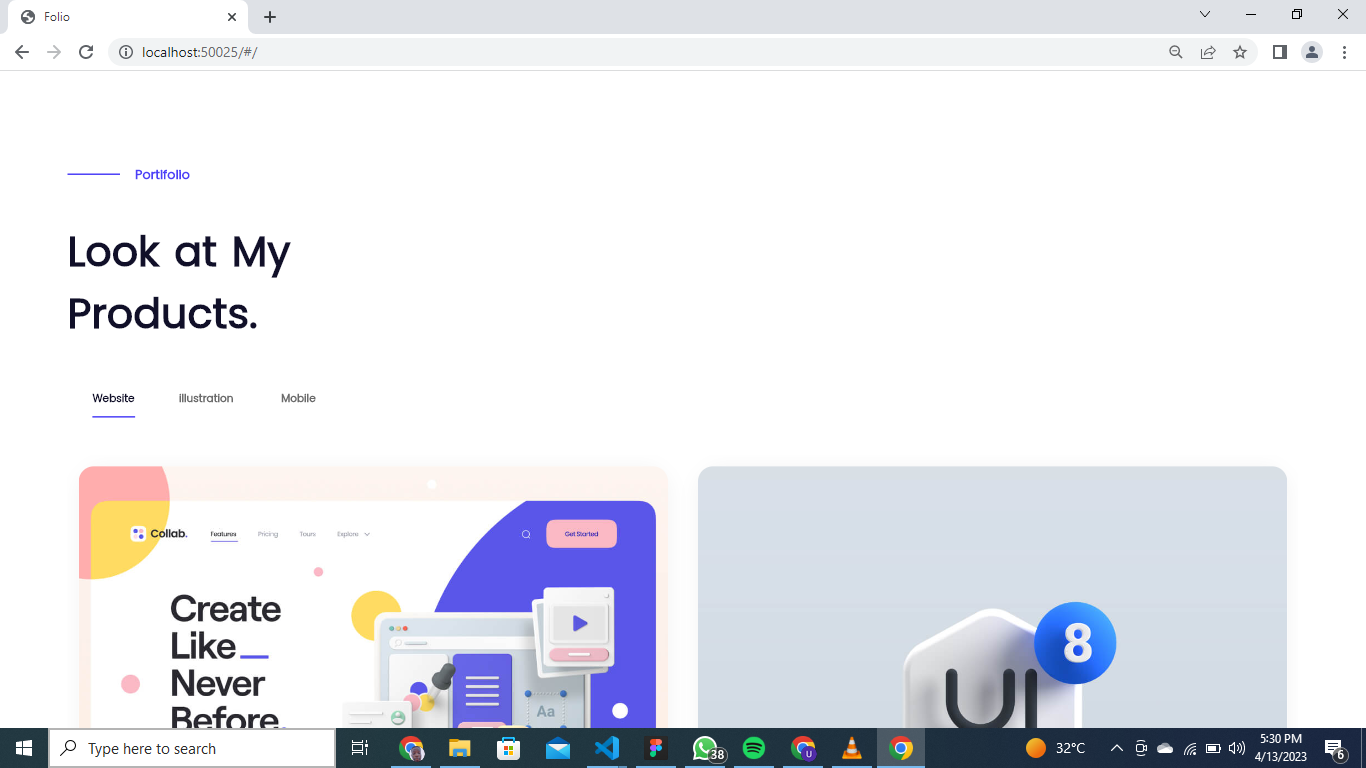 Folio
localhost:50025/#/
Portifolio
Look at My
Products.
Website illustration Mobile
Collab. Features Pricing Tours Explore Get Started
Create
Like
Never
Before.
Aa
UI
8
Type here to search
38
U
32°C
5:30 PM
4/13/2023
6